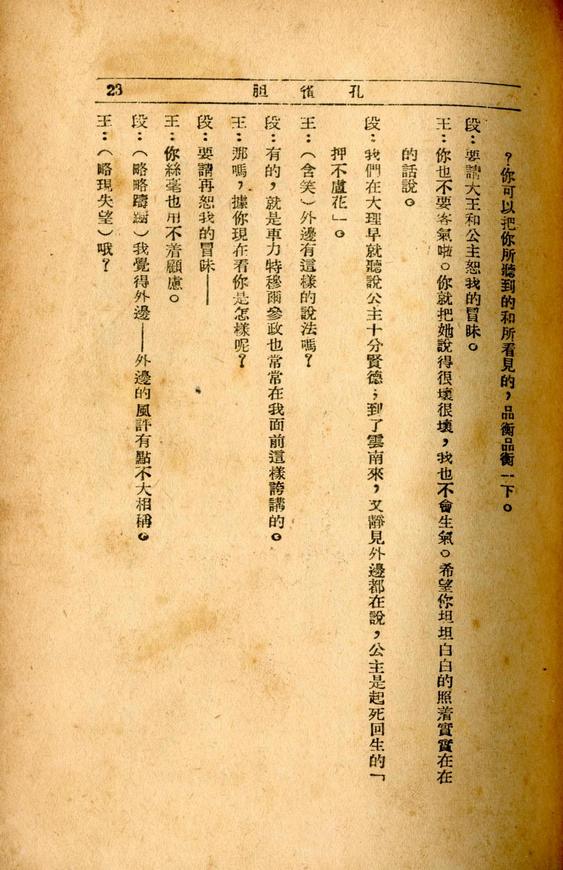 孔雀胆
23
？你可以把你所聽到的和所看見的，品衡品衡一下。
段：要請大王和公主恕我的冒昧。
王：你也不要客氣啦。你就把她說得很壞很壞，我也不會生氣。希望你坦坦白白的照着實實在在
的話說。
段：我們在大理早就聽說公主十分賢德；到了雲南來，又聽見外邊都在說，公主是起死回生的「
押不盧花」。
王：（含笑）外邊有這樣的說法嗎？
段：有的，就是車力特穆爾參政也常常在我面前這樣誇講的。
王：那嗎，據你現在看你是怎樣呢？
段：要請再恕我的冒昧——
王：你絲毫也用不着顧慮。
段：（略略躊躇）我覺得外邊——外邊的風評有點不大相稱。
王：（略現失望）哦？